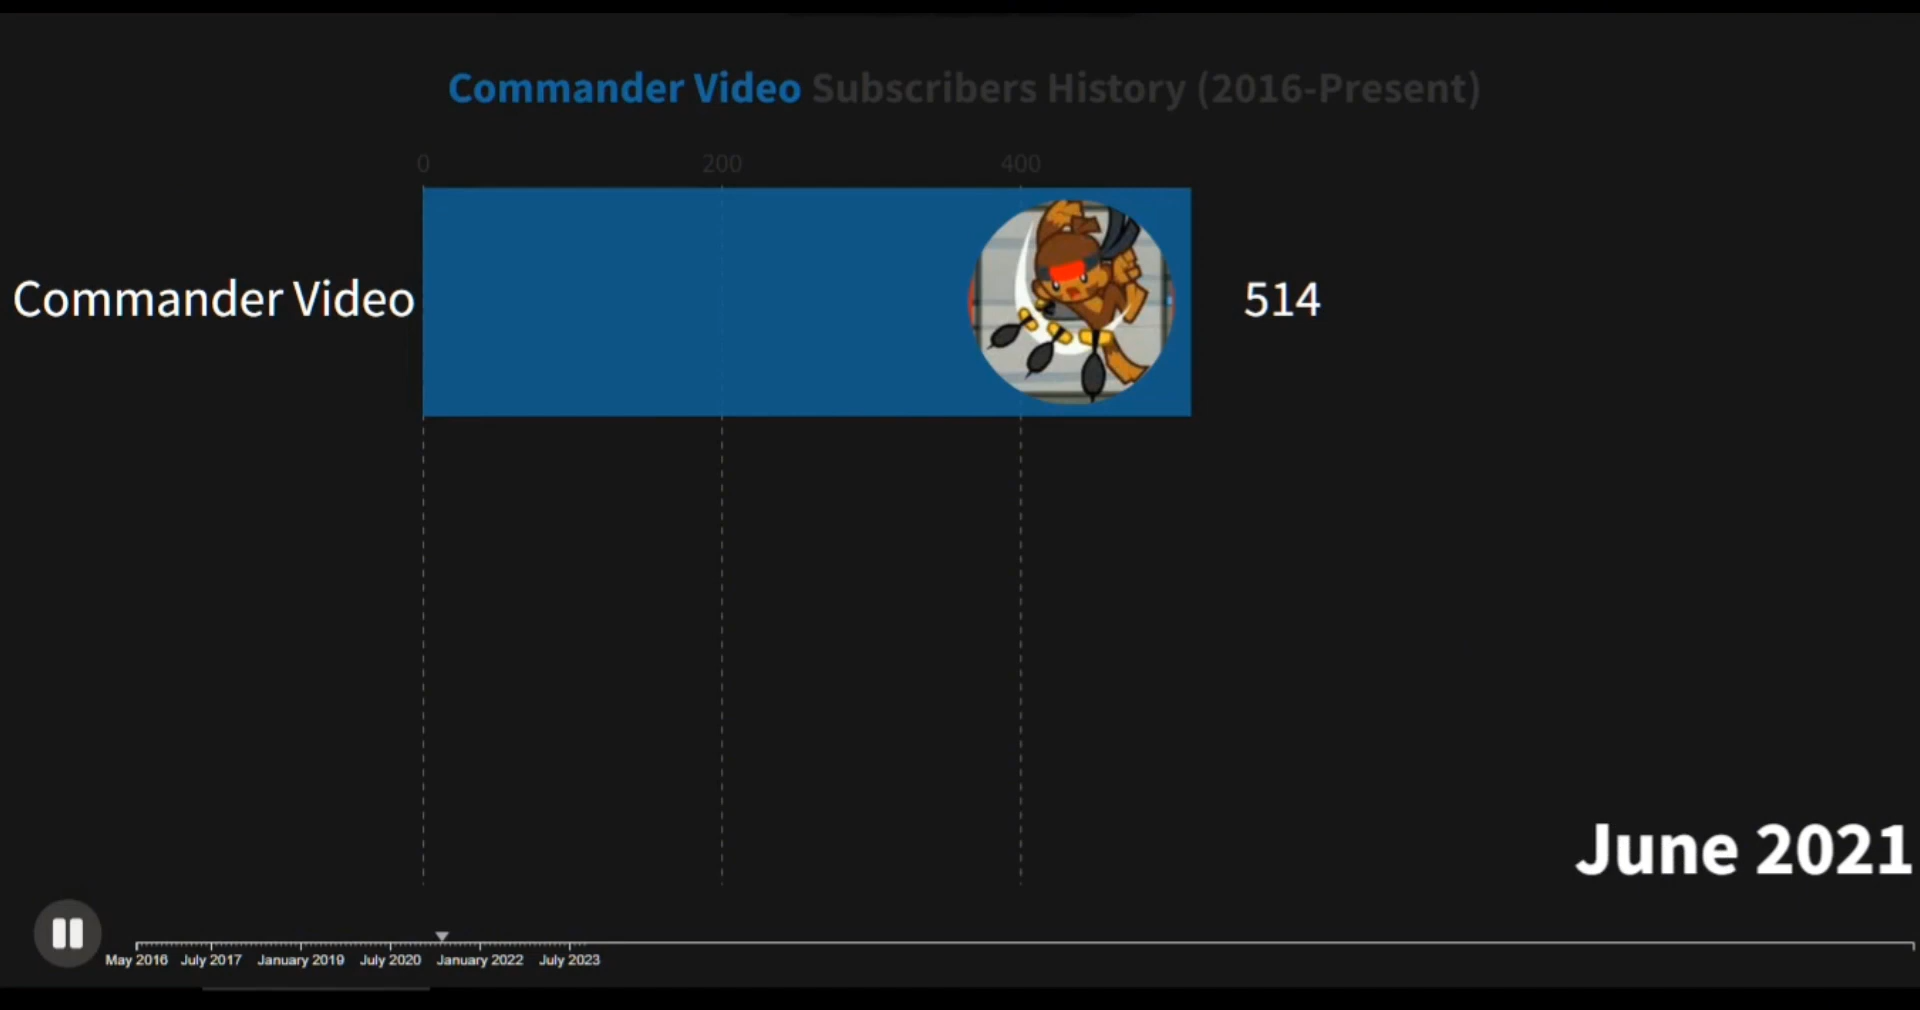 Commander Video Subscribers History (2016-Present)
0 200 400
Commander Video 514
June 2021
May 2016 July 2017 January 2019 July 2020 January 2022 July 2023